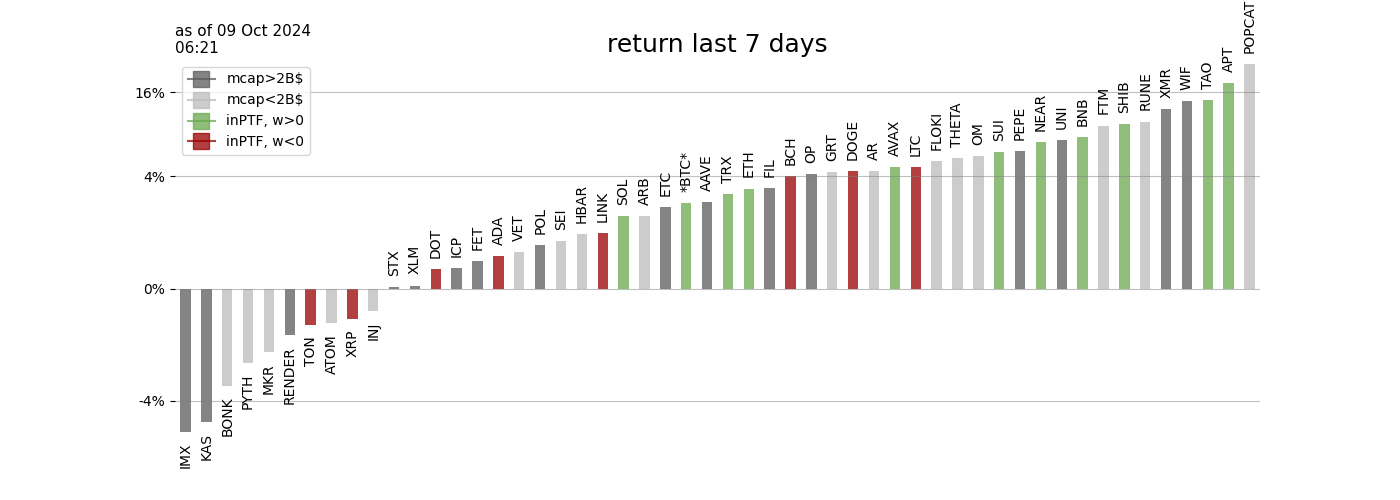 as of 09 Oct 2024
06:21
return last 7 days
mcap>2B$
mcap<2B$
inPTF, w>0
inPTF, w<0
16%
4%
0%
-4%
IMX
KAS
BONK
PYTH
MKR
RENDER
TON
ATOM
XRP
INJ
STX
XLM
DOT
ICP
FET
ADA
VET
POL
SEI
HBAR
LINK
SOL
ARB
ETC
*BTC*
AAVE
TRX
ETH
FIL
BCH
OP
GRT
DOGE
AR
AVAX
LTC
FLOKI
THETA
OM
SUI
PEPE
NEAR
UNI
BNB
FTM
SHIB
RUNE
XMR
WIF
TAO
APT
POPCAT